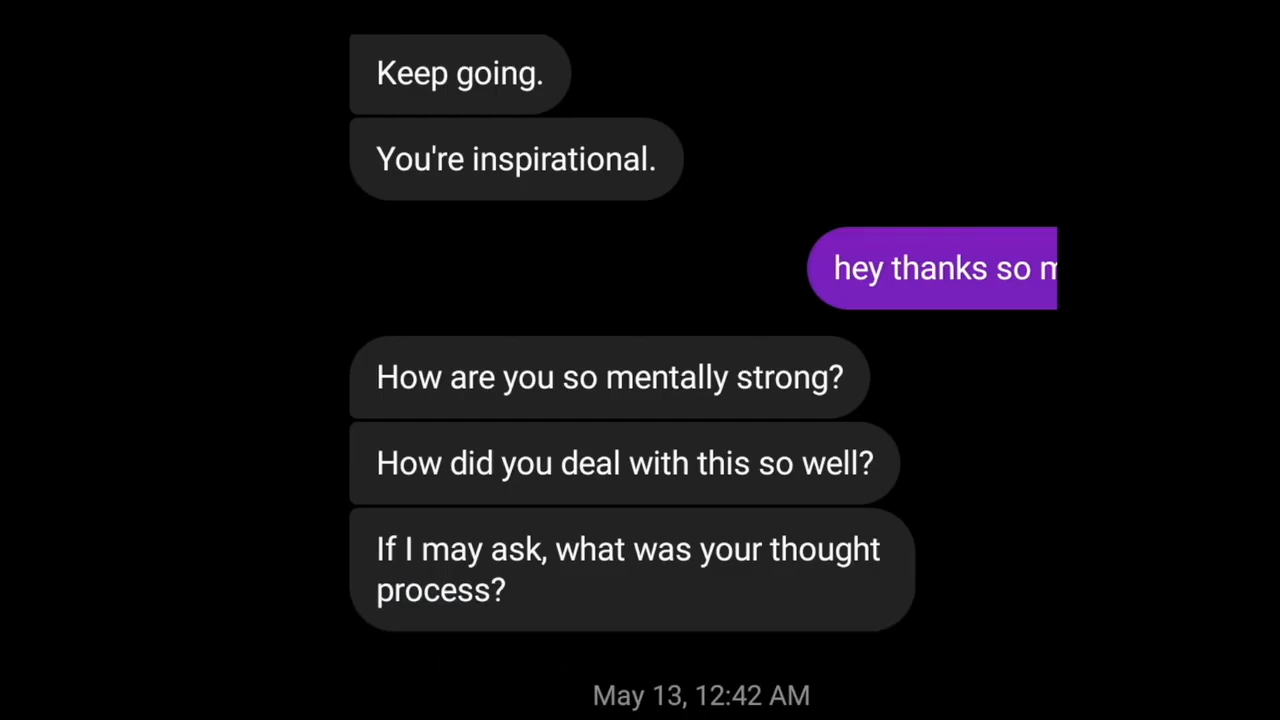 Keep going.
You're inspirational.
hey thanks so
How are you so mentally strong?
How did you deal with this so well?
If I may ask, what was your thought
process?
May 13, 12:42 AM